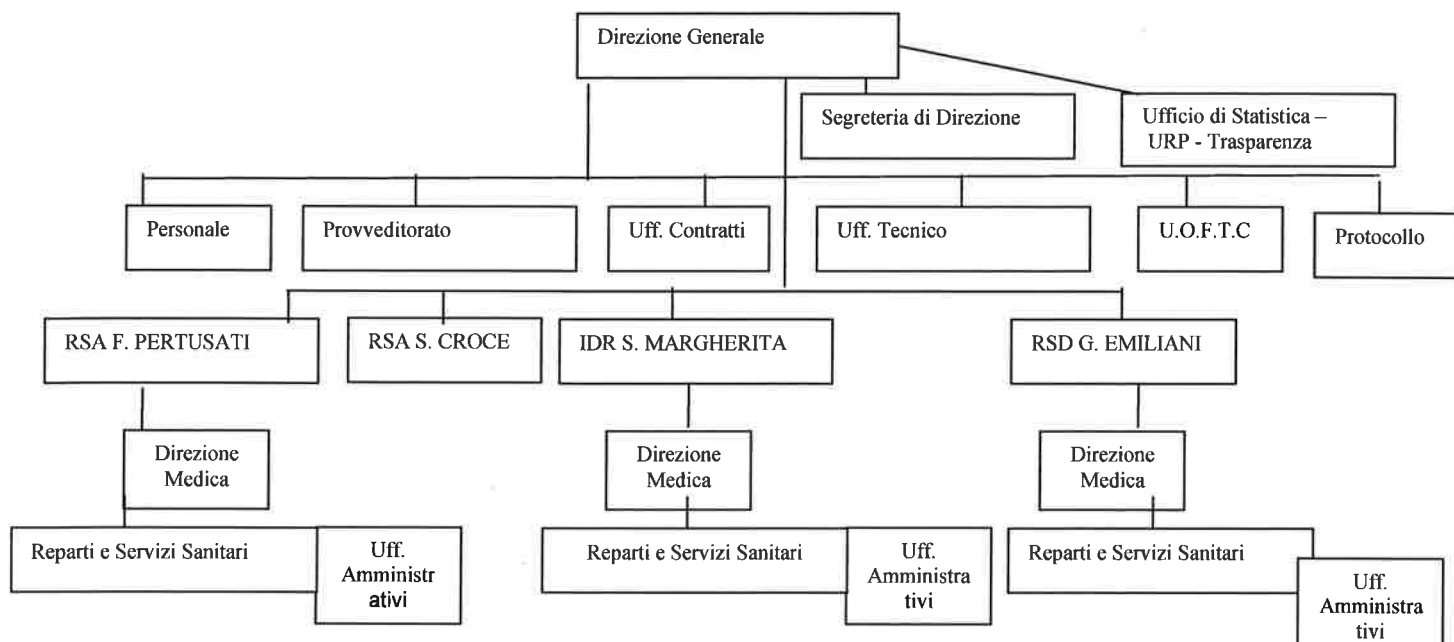 Direzione Generale
Segreteria di Direzione
Ufficio di Statistica –
URP - Trasparenza
Personale
Provveditorato
Uff. Contratti
Uff. Tecnico
U.O.F.T.C
Protocollo
RSA F. PERTUSATI
RSA S. CROCE
IDR S. MARGHERITA
RSD G. EMILIANI
Direzione
Medica
Direzione
Medica
Direzione
Medica
Reparti e Servizi Sanitari
Uff.
Amministr
ativi
Reparti e Servizi Sanitari
Uff.
Amministra
tivi
Reparti e Servizi Sanitari
Uff.
Amministra
tivi